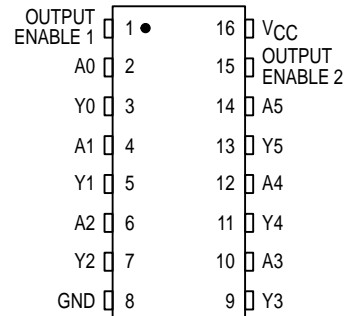 OUTPUT
ENABLE 1 1 16 VCC
A0 2 15 OUTPUT
ENABLE 2
Y0 3 14 A5
A1 4 13 Y5
Y1 5 12 A4
A2 6 11 Y4
Y2 7 10 A3
GND 8 9 Y3